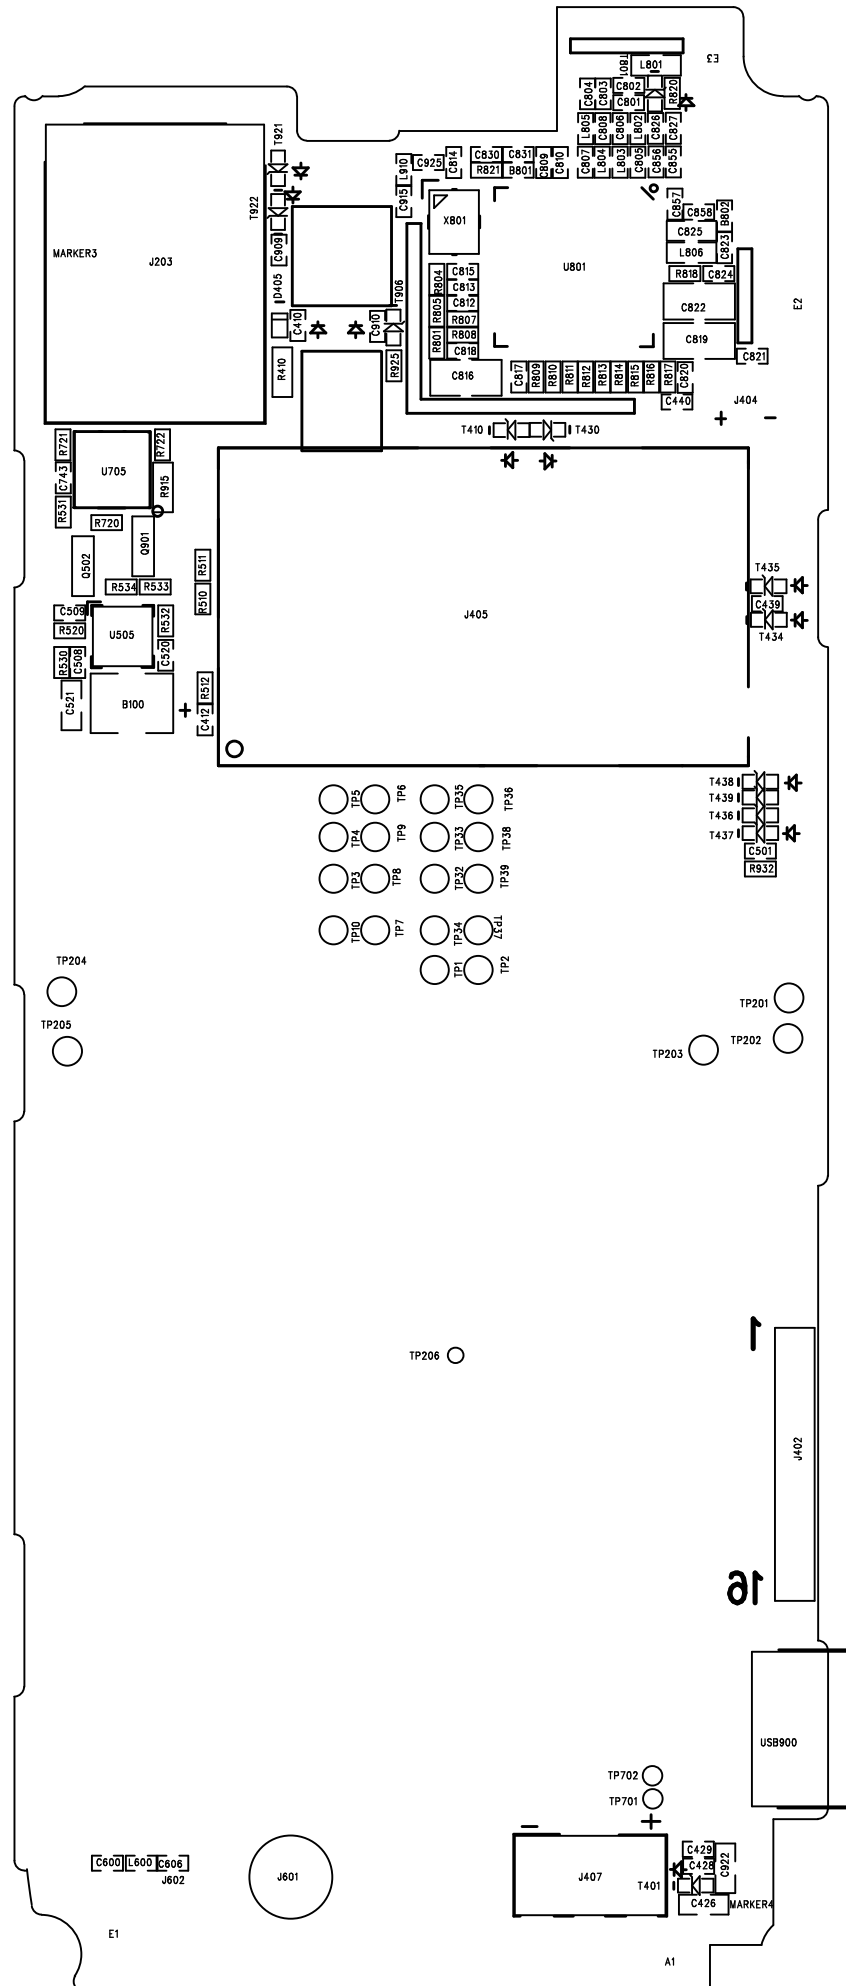 E3
T801
L801
C804
C803
C802
C801
R820
L805
C808
C806
L802
C826
C827
T921
L910
C925
C814
C830
C831
R821
B801
C809
C810
C807
L804
L803
C805
C856
C855
T922
C915
XB01
C857
C858
B802
C825
C823
MARKER3
J203
C909
U801
L806
D405
T906
R804
C815
C813
R818
C824
C410
C910
R805
C812
R807
C822
E2
R801
R808
C818
C819
C821
R410
R925
C816
C817
R809
R810
R811
R812
R813
R814
R815
R816
R817
C820
C440
J404
+ -
T410
T430
R721
R722
C743
U705
R915
R531
R720
Q901
Q502
R511
T435
R534
R533
R510
C439
C509
R520
U505
R532
J405
T434
R530
C508
C520
R512
C521
B100
+
C412
T438
TP5
TP6
TP35
TP36
T439
T436
TP4
TP9
TP33
TP38
T437
C501
R932
TP3
TP8
TP32
TP39
TP10
TP7
TP34
TP37
TP1
TP2
TP204
TP201
TP205
TP202
TP203
1
TP206
J402
16
USB900
TP702
TP701
- +
C429
C428
C922
C600
L600
C606
J602
J601
J407
T401
C426
MARKER4
E1
A1